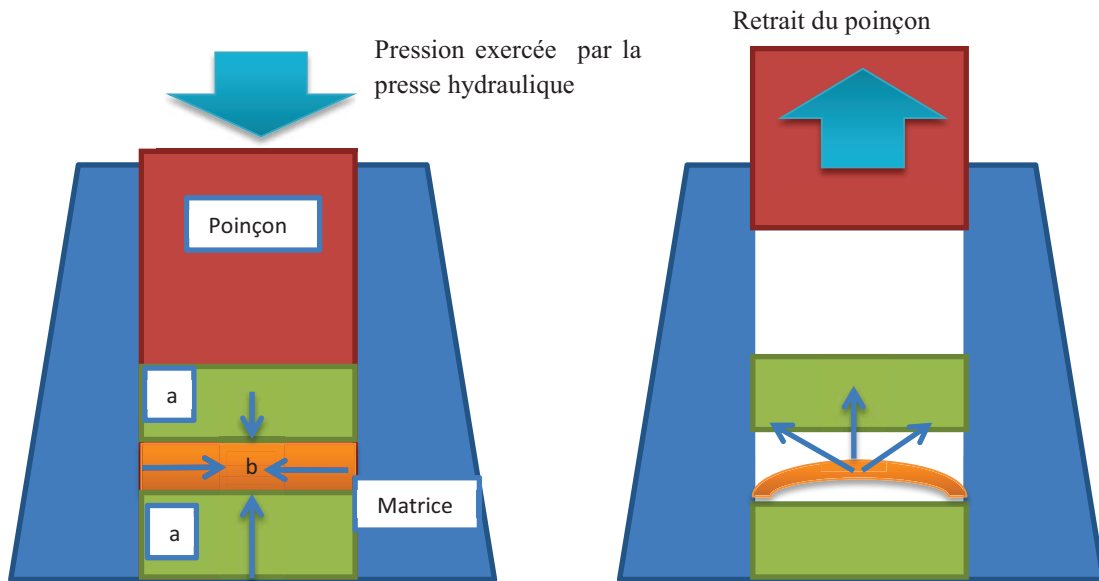 Retrait du poinçon
Pression exercée par la
presse hydraulique
Poinçon
a
b
Matrice
a